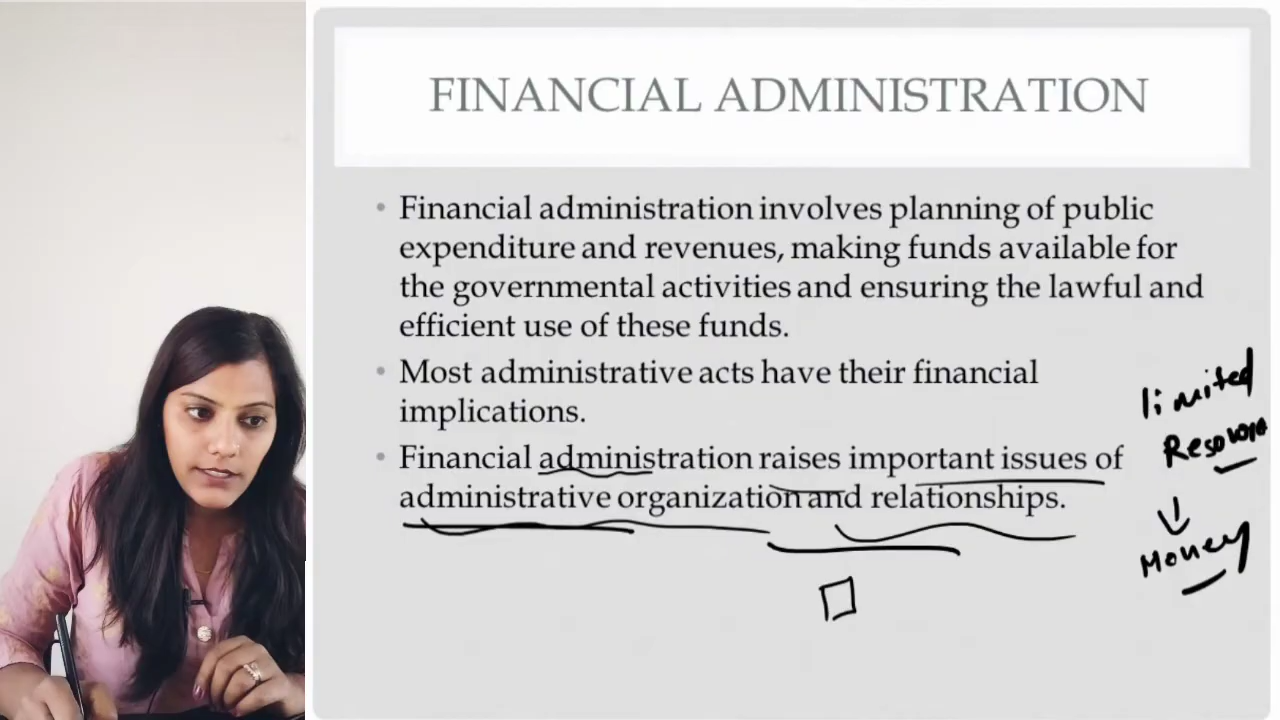 FINANCIAL ADMINISTRATION
• Financial administration involves planning of public
expenditure and revenues, making funds available for
the governmental activities and ensuring the lawful and
efficient use of these funds.
• Most administrative acts have their financial
implications.
• Financial administration raises important issues of
administrative organization and relationships.
limited
Resource
Money